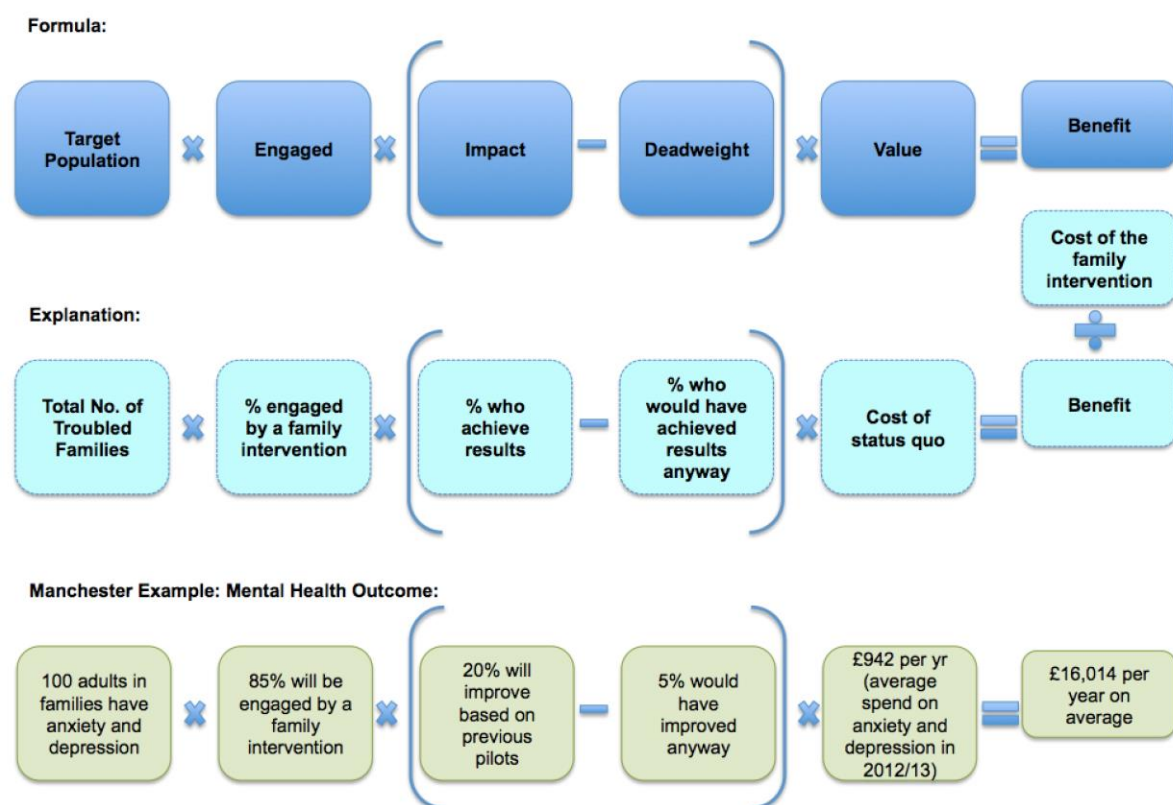 Formula:
Target
Population
Engaged
Impact
Deadweight
Value
Benefit
Cost of the
family
intervention
Explanation:
Total No. of
Troubled
Families
% engaged
by a family
intervention
% who
achieve
results
% who
would have
achieved
results
anyway
Cost of
status quo
Benefit
Manchester Example: Mental Health Outcome:
100 adults in
families have
anxiety and
depression
85% will be
engaged by a
family
intervention
20% will
improve
based on
previous
pilots
5% would
have
improved
anyway
£942 per yr
(average
spend on
anxiety and
depression in
2012/13)
£16,014 per
year on
average